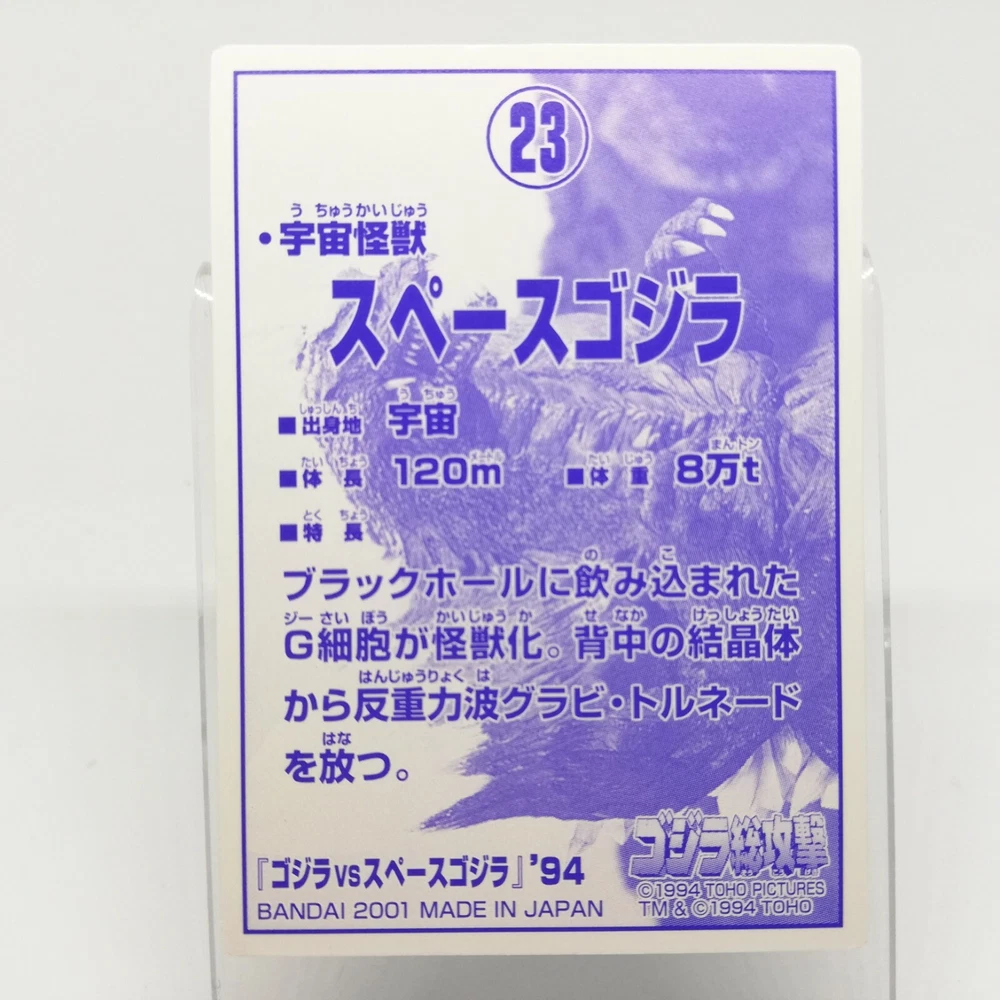 23
う ちゅうかいじゅう
・宇宙怪獣
スペースゴジラ
しゅっしん ち う ちゅう
■出身地 宇宙
たい ちょう メートル たい じゅう まんトン
■体長 120m ■体重 8万t
とく ちょう
■特長
の こ
ブラックホールに飲み込まれた
ジー さい ぼう かいじゅう か せ なか けっしょうたい
G細胞が怪獣化。背中の結晶体
はんじゅうりょく は
から反重力波グラビ・トルネード
はな
を放つ。
ゴジラ総攻撃
『ゴジラvsスペースゴジラ』'94
©1994 TOHO PICTURES
BANDAI 2001 MADE IN JAPAN
TM & ©1994 TOHO